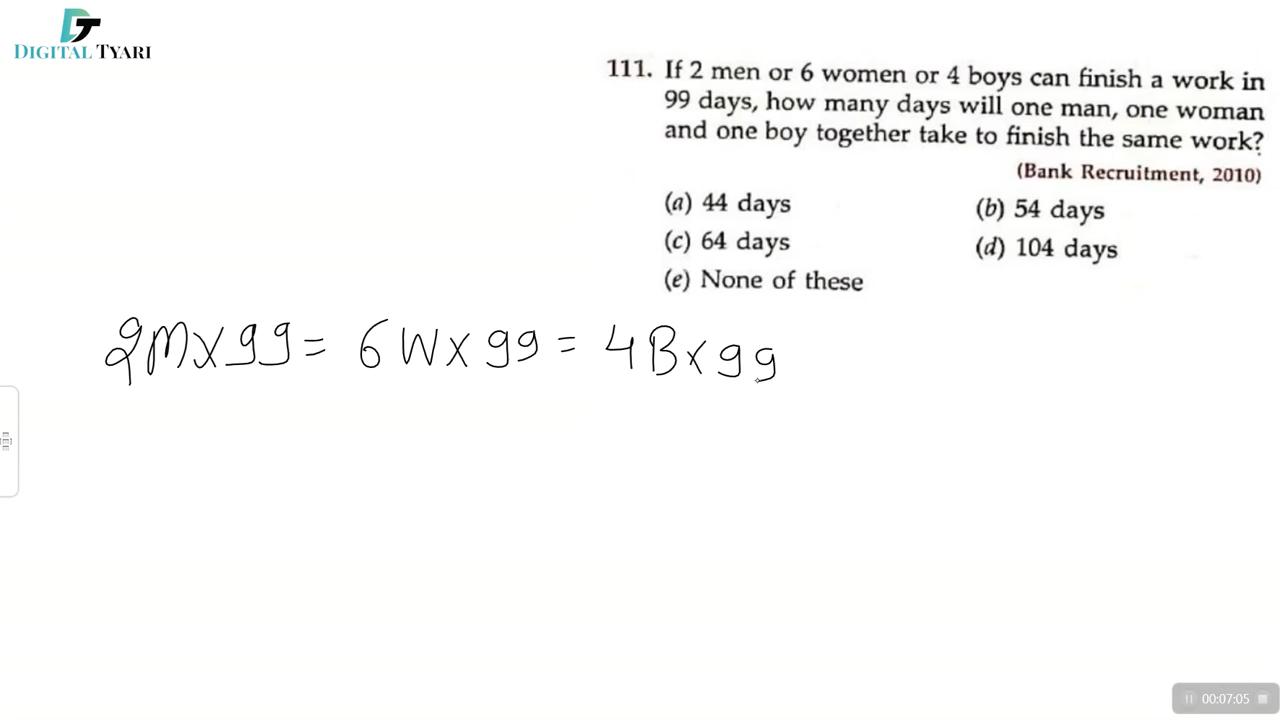 DIGITAL TYARI
111. If 2 men or 6 women or 4 boys can finish a work in
99 days, how many days will one man, one woman
and one boy together take to finish the same work?
(Bank Recruitment, 2010)
(a) 44 days (b) 54 days
(c) 64 days (d) 104 days
(e) None of these
2M×99 = 6W×99 = 4B×99
00:07:05